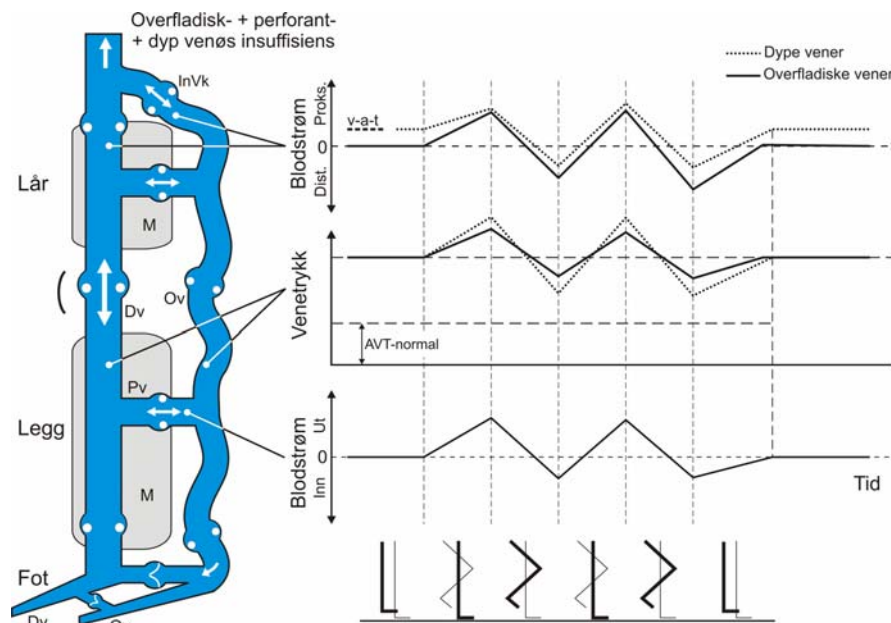 Overfladisk- + perforant-
+ dyp venøs insuffisiens
InVk
Lår
M
Dv
Ov
Pv
Legg
M
Fot
Dv
Dype vener
Overfladiske vener
Blodstrøm
Proks.
Dist.
v-a-t
0
Venetrykk
AVT-normal
Blodstrøm
Ut
Inn
0
Tid